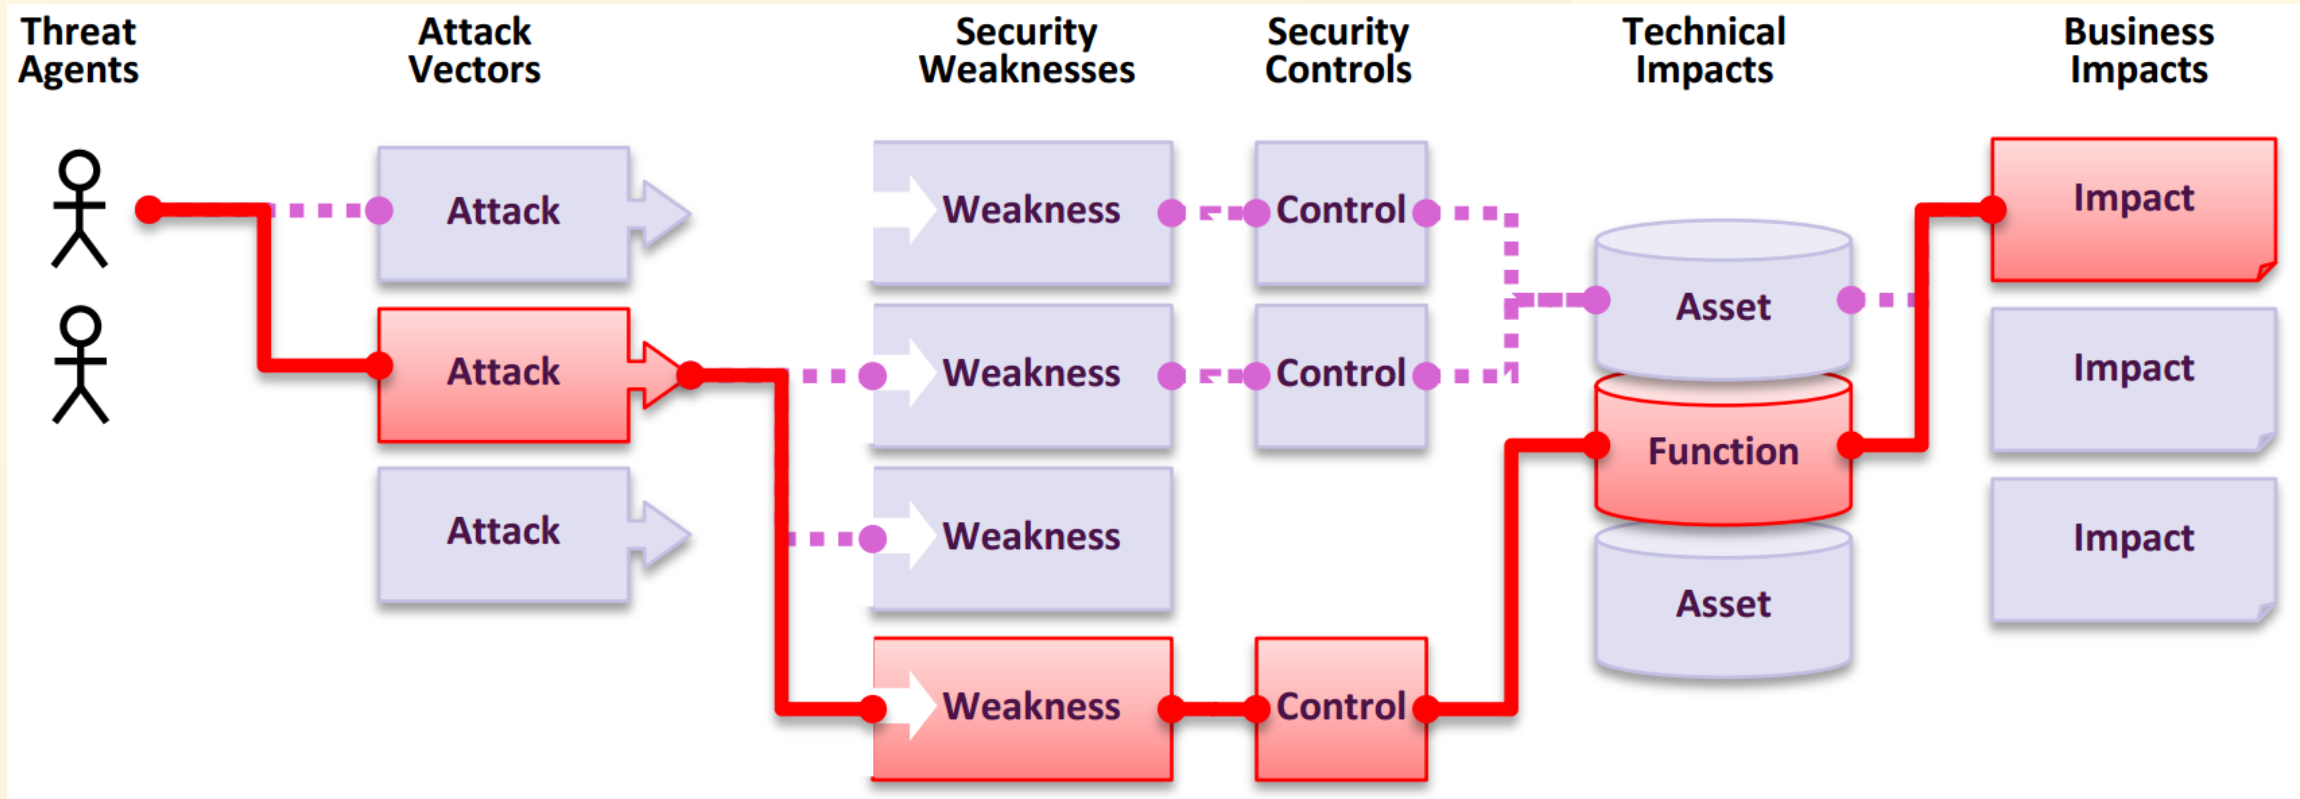 Threat
Agents
Attack
Vectors
Security
Weaknesses
Security
Controls
Technical
Impacts
Business
Impacts
Attack
Weakness
Control
Impact
Asset
Attack
Weakness
Control
Impact
Function
Attack
Weakness
Impact
Asset
Weakness
Control